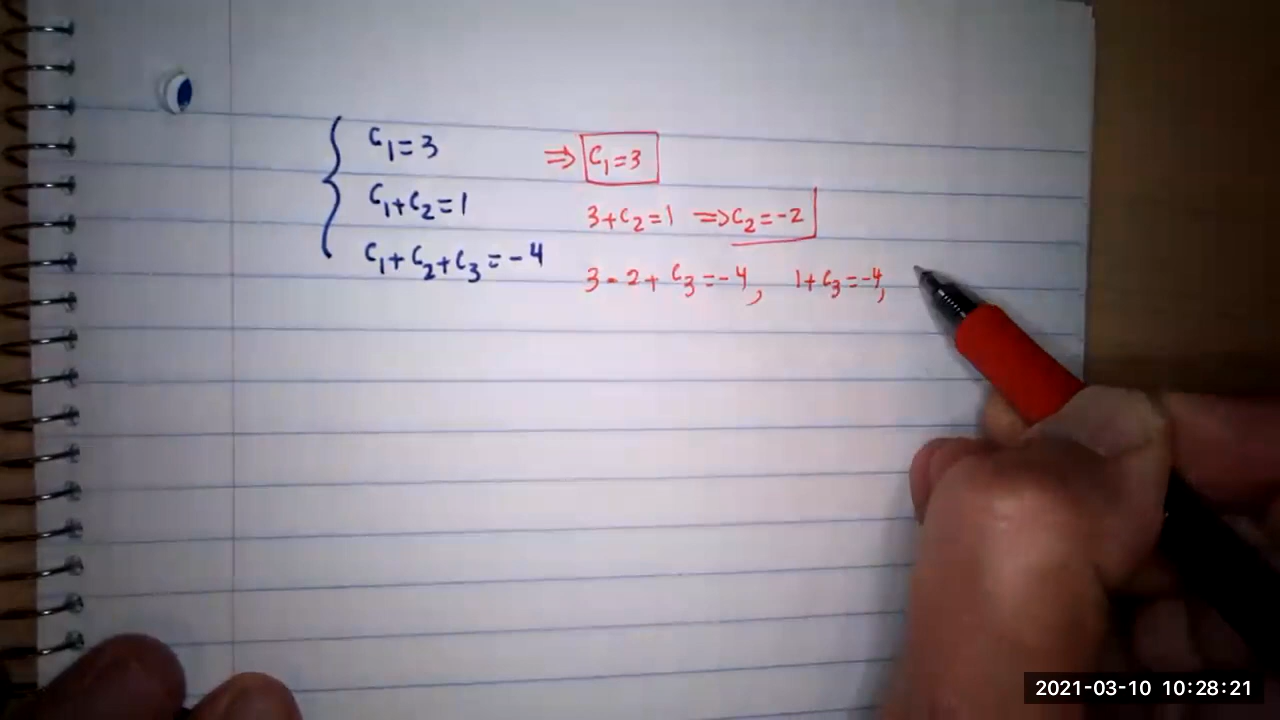 C₁=3 ⇒ C₁=3
C₁+C₂=1 3+C₂=1 ⇒C₂=-2
C₁+C₂+C₃=-4 3-2+C₃=-4, 1+C₃=-4,
2021-03-10 10:28:21